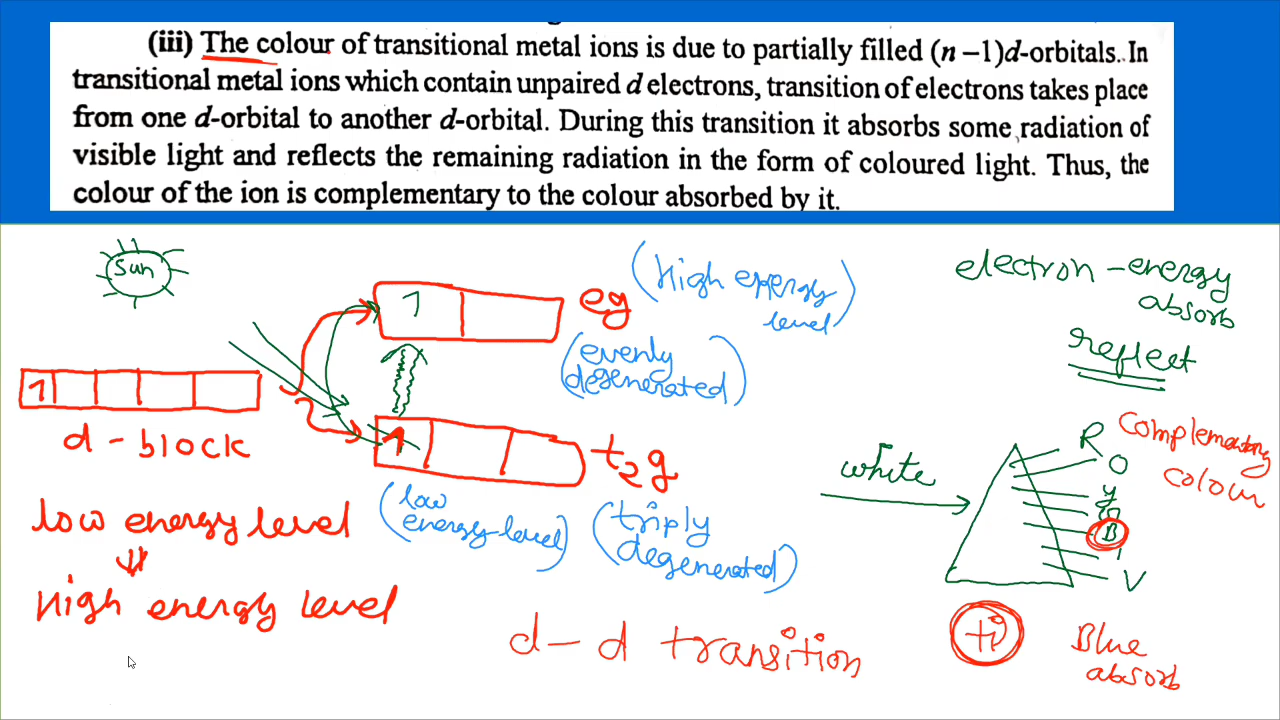 (iii) The colour of transitional metal ions is due to partially filled (n –1)d-orbitals. In
transitional metal ions which contain unpaired d electrons, transition of electrons takes place
from one d-orbital to another d-orbital. During this transition it absorbs some radiation of
visible light and reflects the remaining radiation in the form of coloured light. Thus, the
colour of the ion is complementary to the colour absorbed by it.
Sun
1
eg
(High energy
level)
(evenly
degenerated)
electron - energy
absorb
reflect
1
d - block
1
t2g
(low
energy level)
(triply
degenerated)
low energy level
⇓
High energy level
d - d transition
white
R
O
y
G
B
I
V
Complementary
colour
ti
Blue
absorb